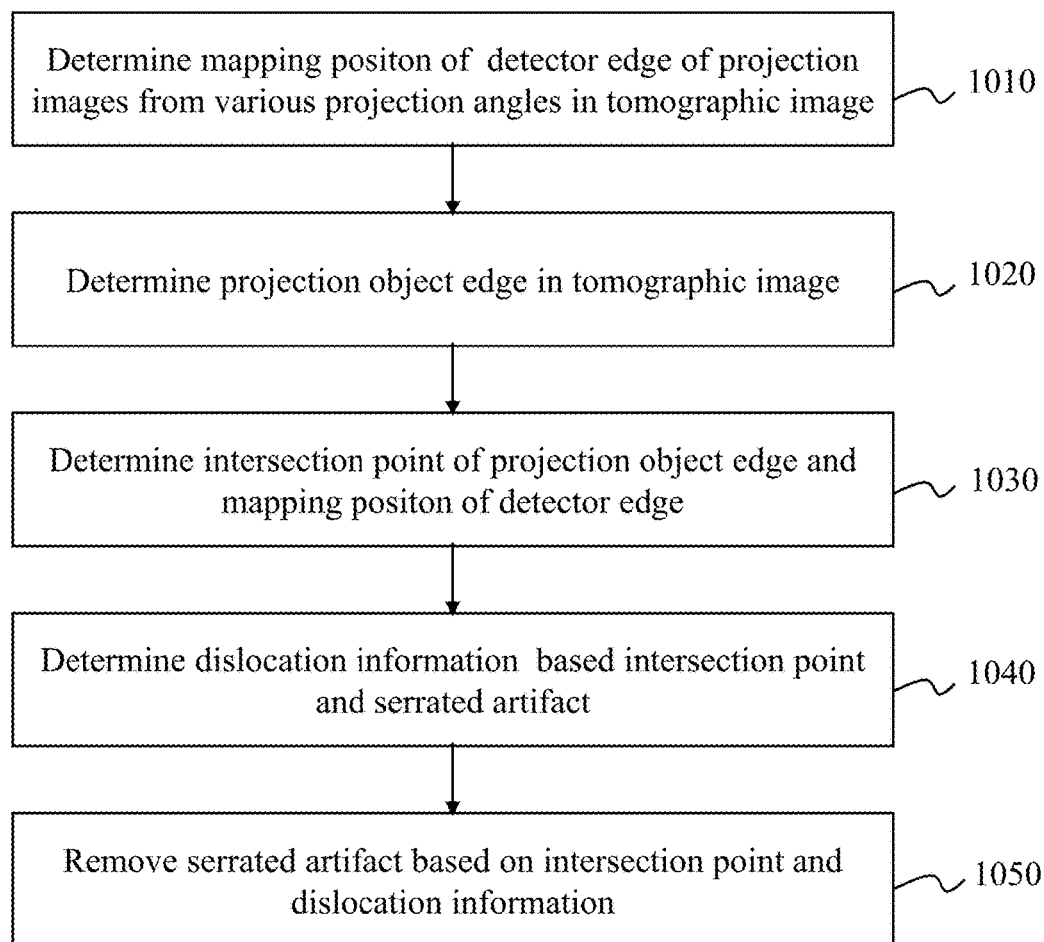 Determine mapping positon of detector edge of projection
images from various projection angles in tomographic image
1010
Determine projection object edge in tomographic image
1020
Determine intersection point of projection object edge and
mapping positon of detector edge
1030
Determine dislocation information based intersection point
and serrated artifact
1040
Remove serrated artifact based on intersection point and
dislocation information
1050